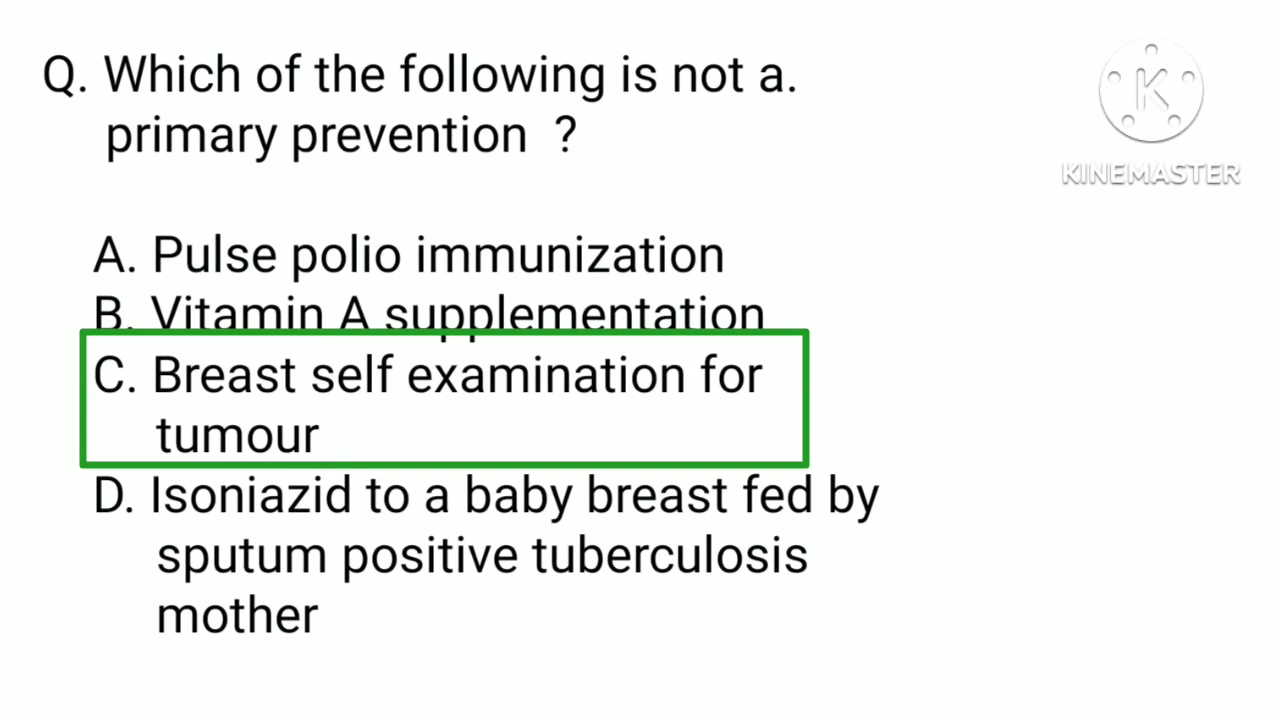 Q. Which of the following is not a.
primary prevention ?
KINEMASTER
A. Pulse polio immunization
B. Vitamin A supplementation
C. Breast self examination for
tumour
D. Isoniazid to a baby breast fed by
sputum positive tuberculosis
mother